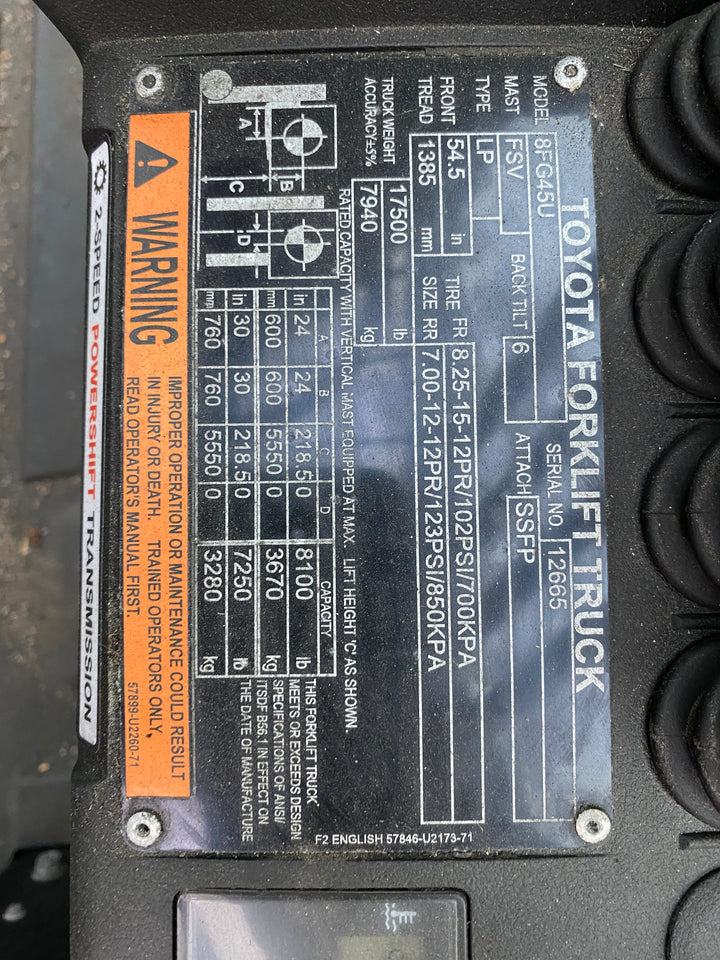 TOYOTA FORKLIFT TRUCK
MODEL 8FG45U SERIAL NO. 12665
MAST FSV BACK TILT 6 ATTACH SSFP
TYPE LP
FRONT TREAD 54.5 in TIRE SIZE FR 8.25-15-12PR/102PSI/700KPA
1385 mm RR 7.00-12-12PR/123PSI/850KPA
TRUCK WEIGHT 17500 lb
ACCURACY±5% 7940 kg
RATED CAPACITY WITH VERTICAL MAST EQUIPPED AT MAX. LIFT HEIGHT 'C' AS SHOWN.
A B C D CAPACITY
in 24 24 218.5 0 8100 lb
mm 600 600 5550 0 3670 kg
in 30 30 218.5 0 7250 lb
mm 760 760 5550 0 3280 kg
A B C D
THIS FORKLIFT TRUCK
MEETS OR EXCEEDS DESIGN
SPECIFICATIONS OF ANSI/
ITSDF B56.1 IN EFFECT ON
THE DATE OF MANUFACTURE
F2 ENGLISH 57846-U2173-71
WARNING
IMPROPER OPERATION OR MAINTENANCE COULD RESULT
IN INJURY OR DEATH. TRAINED OPERATORS ONLY,
READ OPERATOR'S MANUAL FIRST.
57899-U2260-71
2-SPEED POWERSHIFT TRANSMISSION